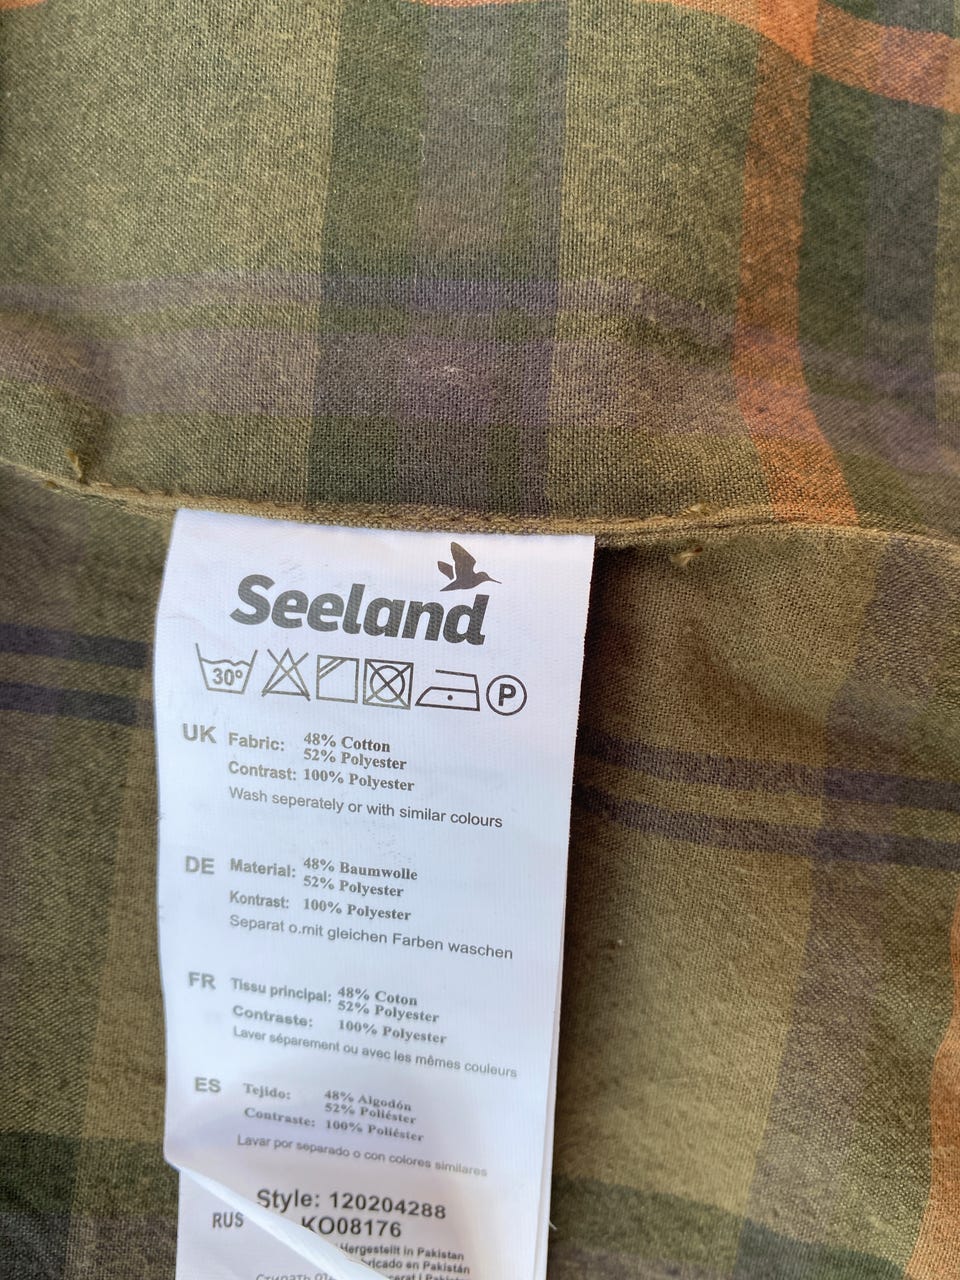 Seeland
30°
P
UK Fabric: 48% Cotton
52% Polyester
Contrast: 100% Polyester
Wash seperately or with similar colours
DE Material: 48% Baumwolle
52% Polyester
Kontrast: 100% Polyester
Separat o.mit gleichen Farben waschen
FR Tissu principal: 48% Coton
52% Polyester
Contraste: 100% Polyester
Laver séparement ou avec les mêmes couleurs
ES Tejido: 48% Algodón
52% Poliéster
Contraste: 100% Poliéster
Lavar por separado o con colores similares
Style: 120204288
RUS KO08176
Hergestellt in Pakistan
en Pakistán